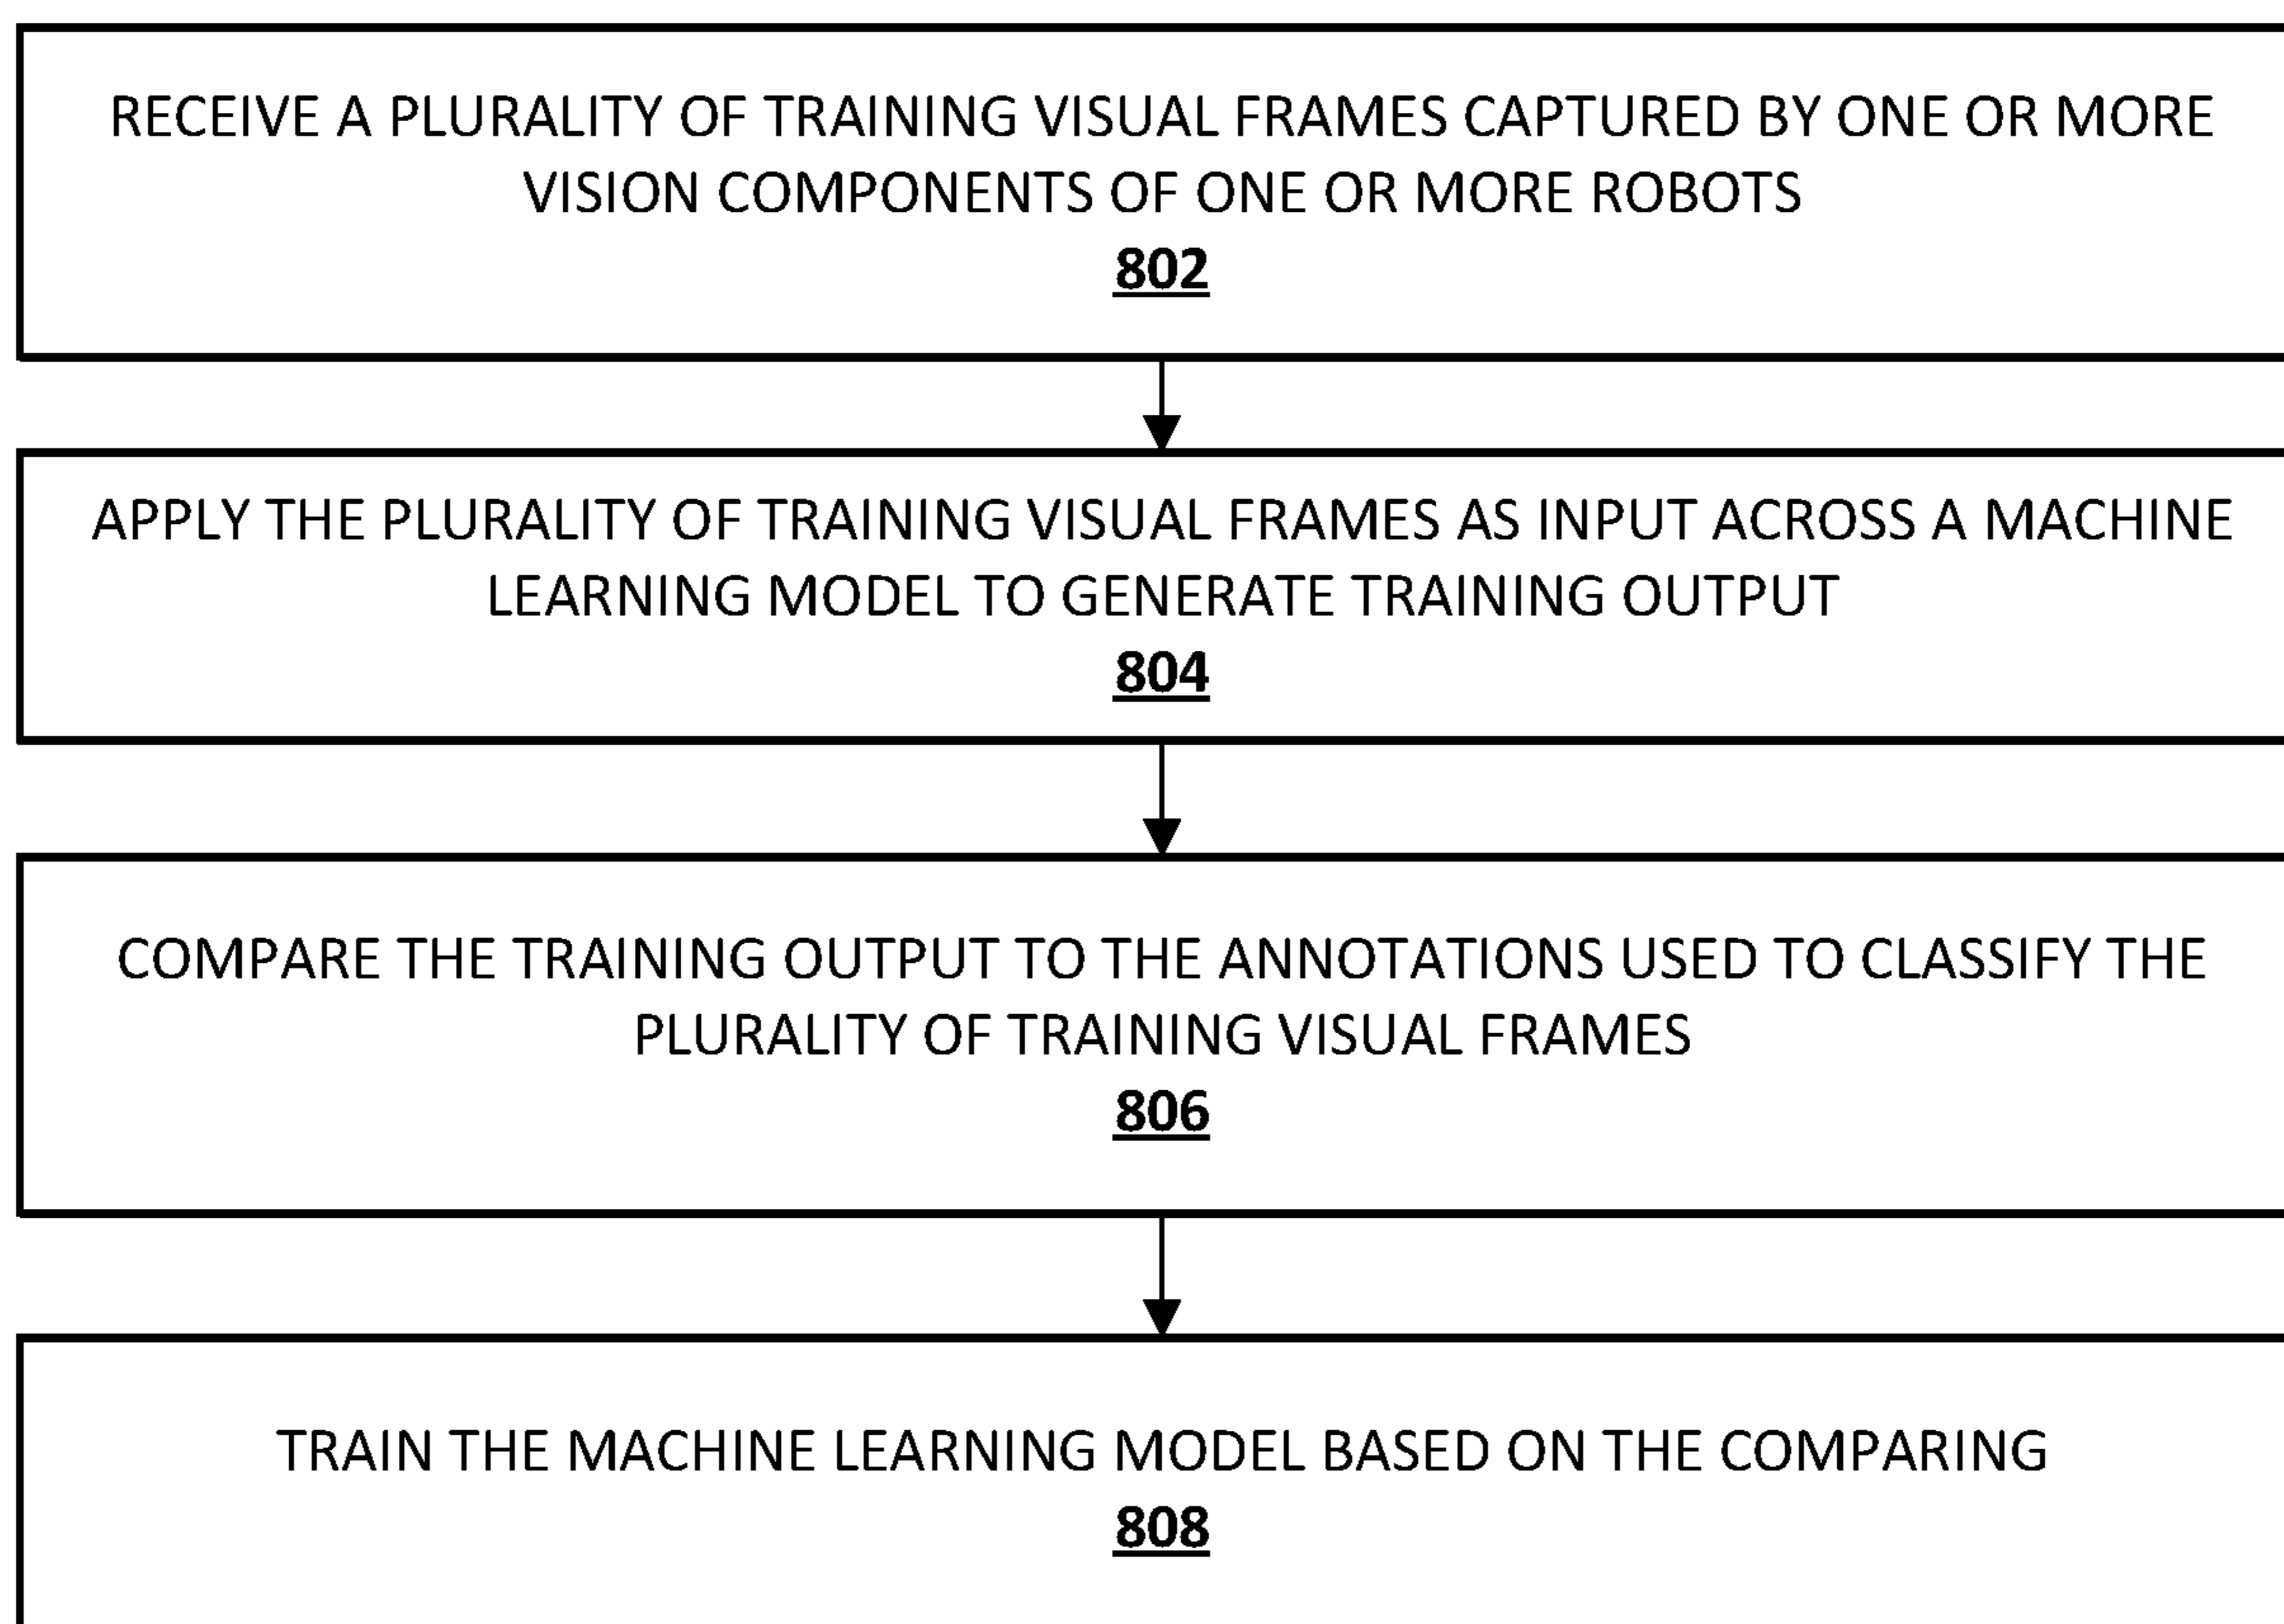 RECEIVE A PLURALITY OF TRAINING VISUAL FRAMES CAPTURED BY ONE OR MORE
VISION COMPONENTS OF ONE OR MORE ROBOTS
802
APPLY THE PLURALITY OF TRAINING VISUAL FRAMES AS INPUT ACROSS A MACHINE
LEARNING MODEL TO GENERATE TRAINING OUTPUT
804
COMPARE THE TRAINING OUTPUT TO THE ANNOTATIONS USED TO CLASSIFY THE
PLURALITY OF TRAINING VISUAL FRAMES
806
TRAIN THE MACHINE LEARNING MODEL BASED ON THE COMPARING
808